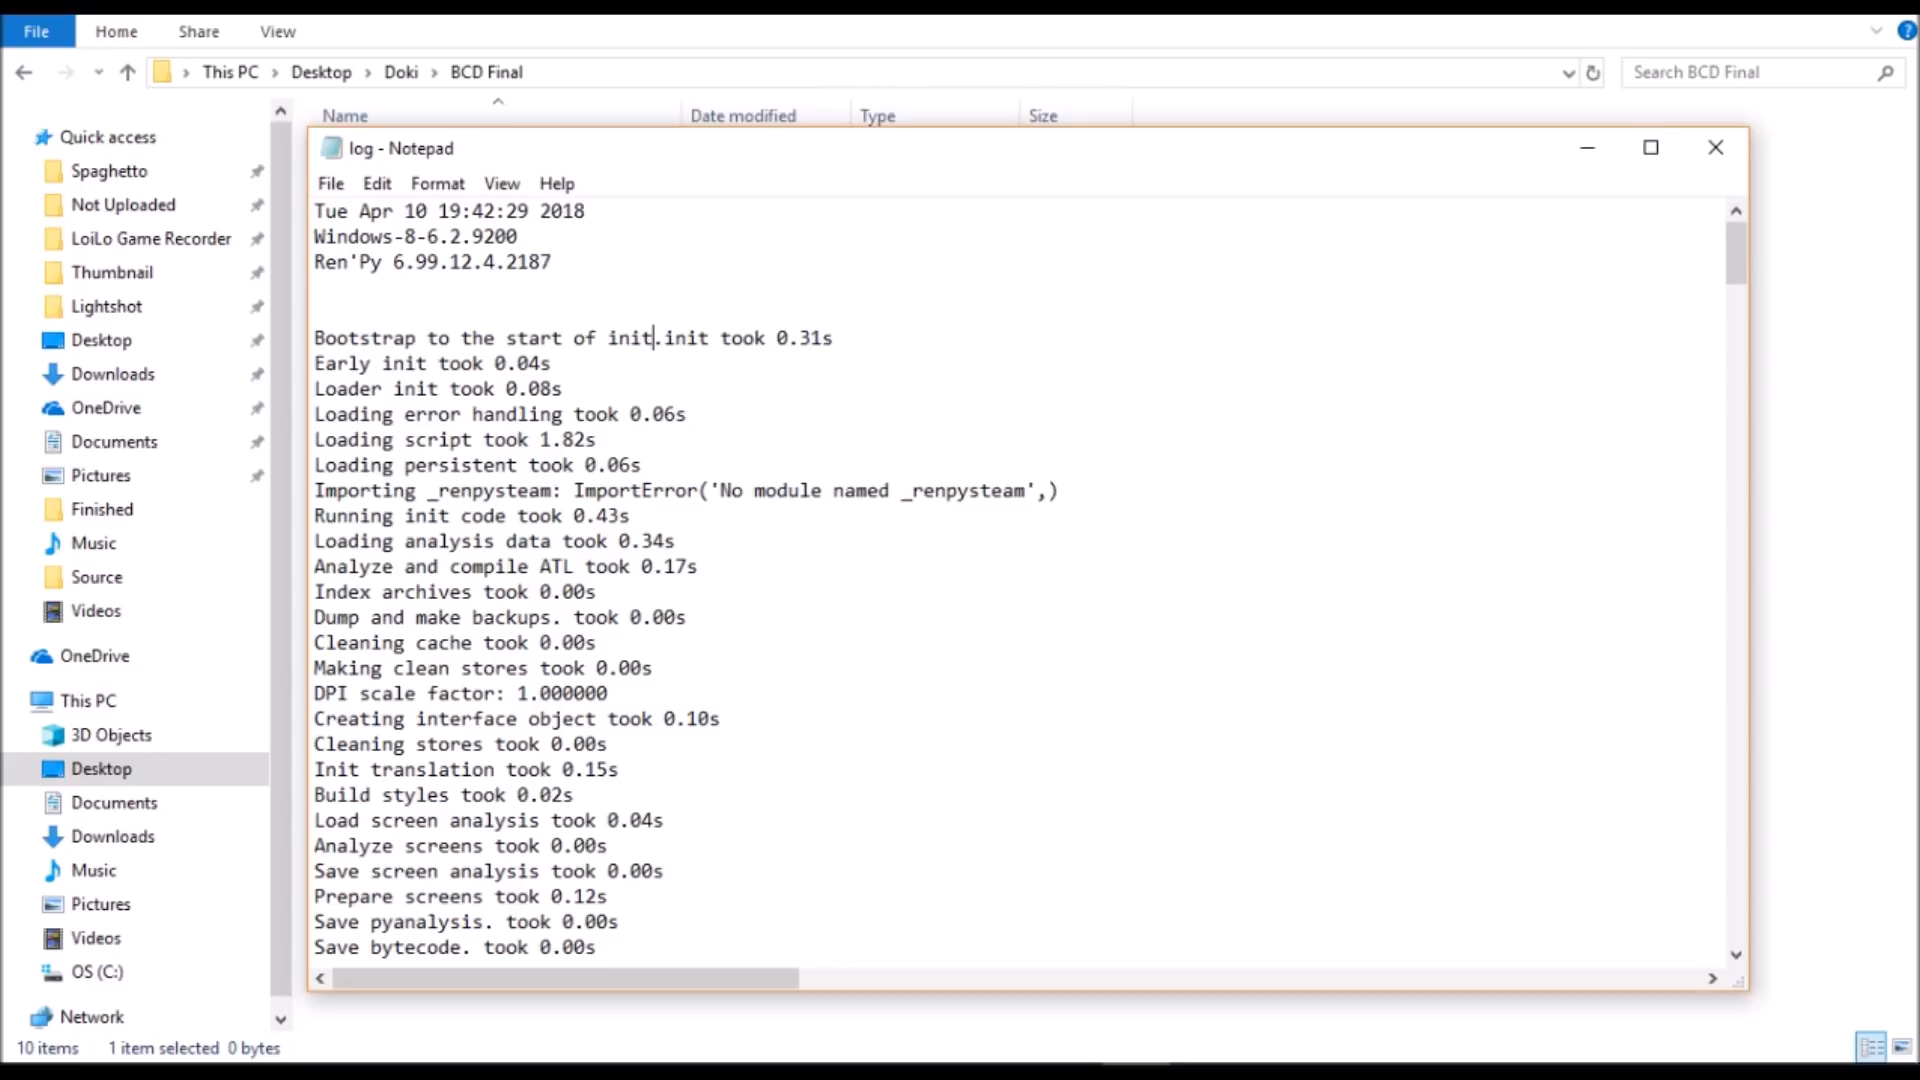 File Home Share View
This PC Desktop Doki BCD Final Search BCD Final
Name Date modified Type Size
Quick access
Spaghetto
Not Uploaded
LoiLo Game Recorder
Thumbnail
Lightshot
Desktop
Downloads
OneDrive
Documents
Pictures
Finished
Music
Source
Videos
OneDrive
This PC
3D Objects
Desktop
Documents
Downloads
Music
Pictures
Videos
OS (C:)
Network
10 items 1 item selected 0 bytes
log - Notepad
File Edit Format View Help
Tue Apr 10 19:42:29 2018
Windows-8-6.2.9200
Ren'Py 6.99.12.4.2187
Bootstrap to the start of init.init took 0.31s
Early init took 0.04s
Loader init took 0.08s
Loading error handling took 0.06s
Loading script took 1.82s
Loading persistent took 0.06s
Importing _renpysteam: ImportError('No module named _renpysteam',)
Running init code took 0.43s
Loading analysis data took 0.34s
Analyze and compile ATL took 0.17s
Index archives took 0.00s
Dump and make backups. took 0.00s
Cleaning cache took 0.00s
Making clean stores took 0.00s
DPI scale factor: 1.000000
Creating interface object took 0.10s
Cleaning stores took 0.00s
Init translation took 0.15s
Build styles took 0.02s
Load screen analysis took 0.04s
Analyze screens took 0.00s
Save screen analysis took 0.00s
Prepare screens took 0.12s
Save pyanalysis. took 0.00s
Save bytecode. took 0.00s